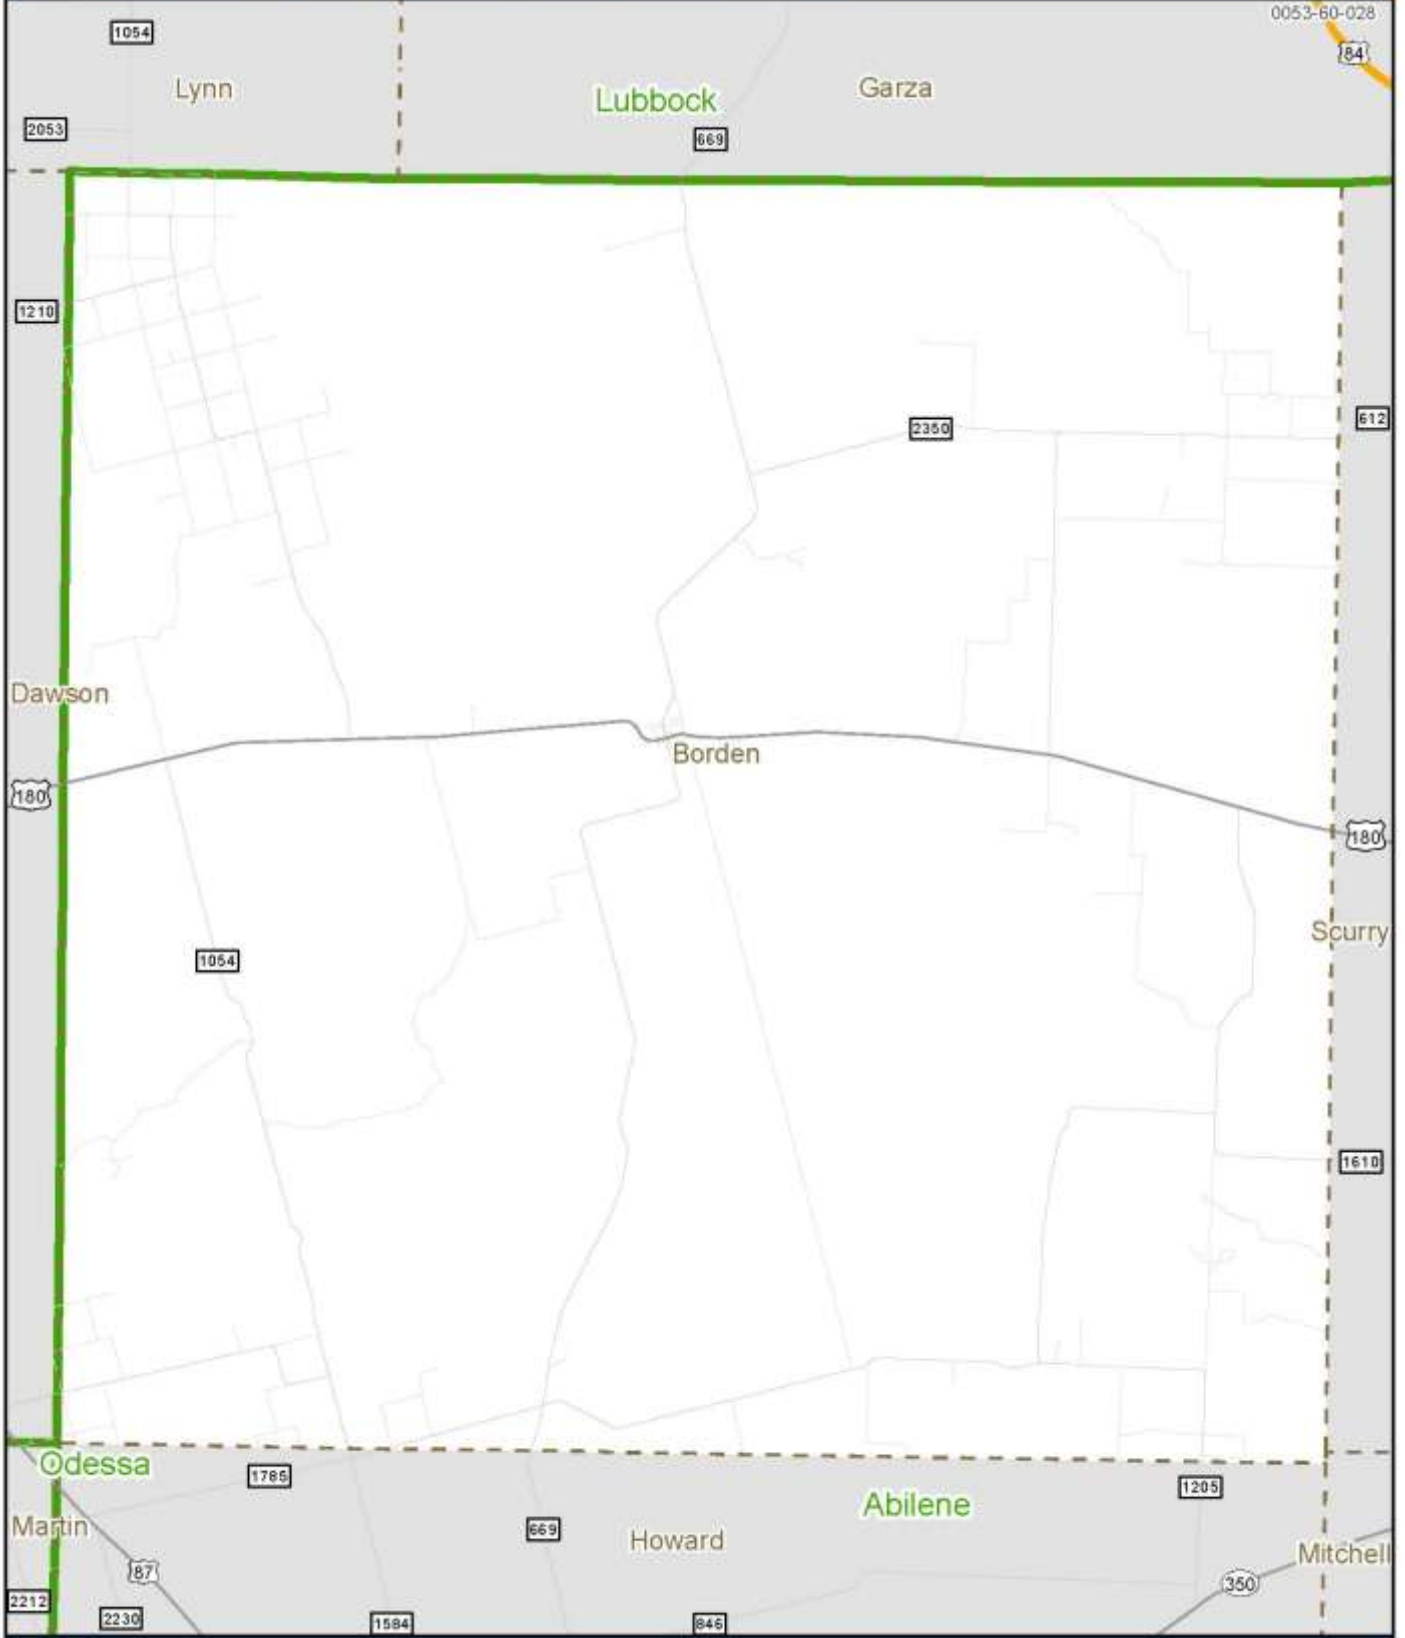 0053-60-028
1054
84
Lynn
Lubbock
Garza
2053
669
1210
612
2350
Dawson
Borden
180
180
Scurry
1054
1610
Odessa
1785
1205
Abilene
Martin
669
Howard
Mitchell
87
350
2212
2230
1584
846